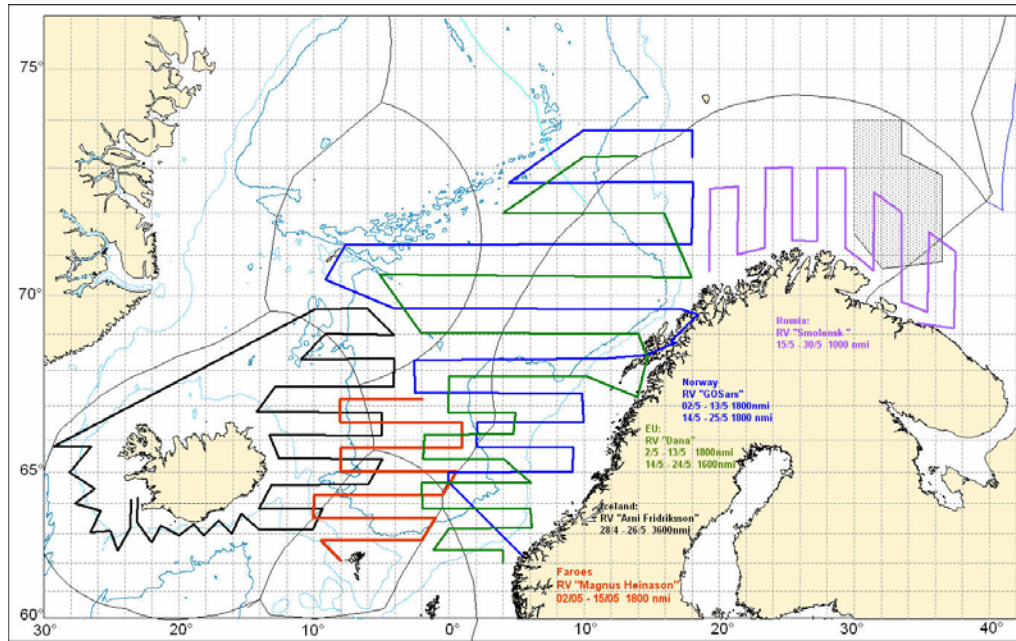 75°
70°
65°
60°
30°
20°
10°
0°
10°
20°
30°
40°
Russia:
RV "Smolensk "
15/5 - 30/5 1000 nmi
Norway
RV "GOSars"
02/5 - 13/5 1800nmi
14/5 - 25/5 1800 nmi
EU:
RV "Dana"
2/5 - 13/5 1800nmi
14/5 - 24/5 1600nmi
Iceland:
RV "Arni Fridriksson"
28/4 - 26/5 3600nmi
Faroes
RV "Magnus Heinason"
02/05 - 15/05 1800 nmi